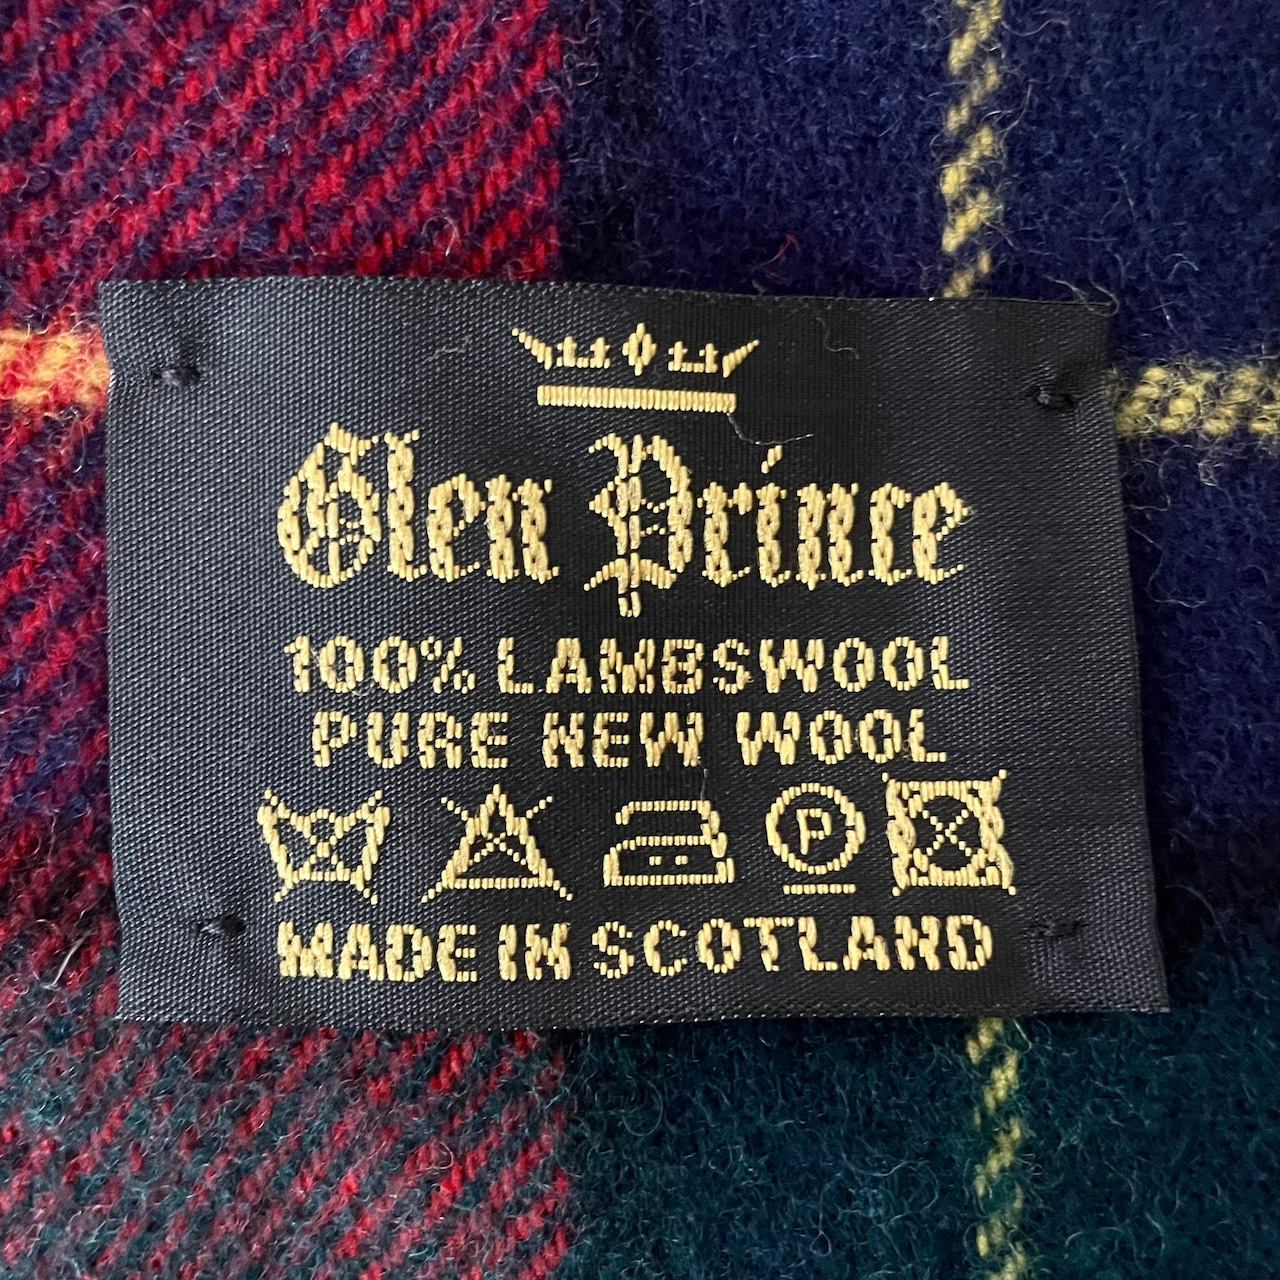 Glen Prince
100% LAMBSWOOL
PURE NEW WOOL
P
MADE IN SCOTLAND